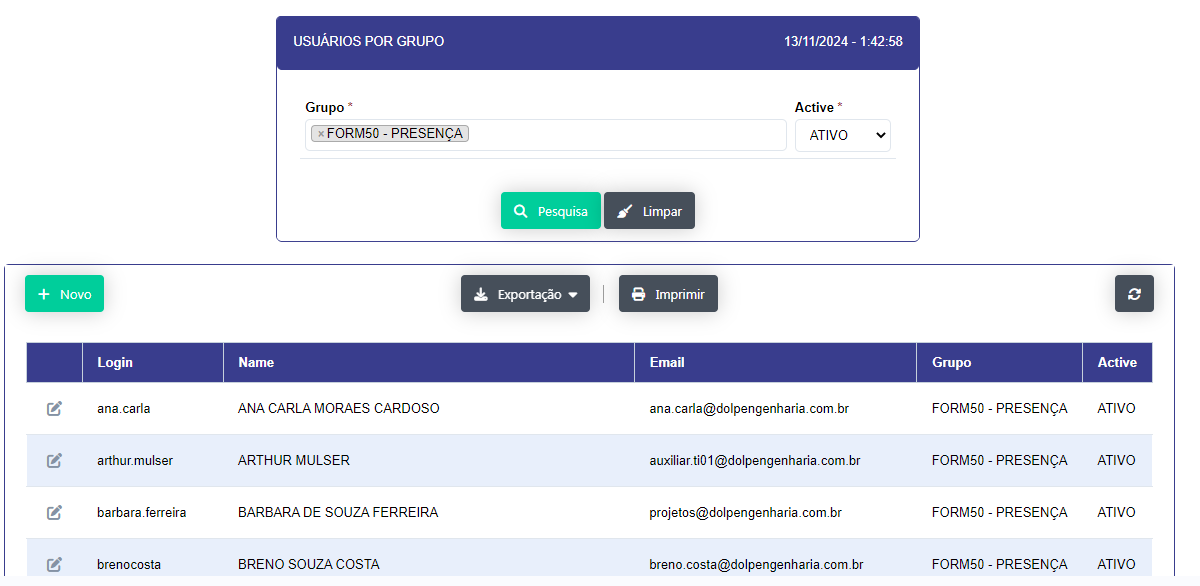 USUÁRIOS POR GRUPO 13/11/2024 - 1:42:58
Grupo * Active *
×FORM50 - PRESENÇA ATIVO
Pesquisa Limpar
+ Novo Exportação Imprimir
Login Name Email Grupo Active
ana.carla ANA CARLA MORAES CARDOSO ana.carla@dolpengenharia.com.br FORM50 - PRESENÇA ATIVO
arthur.mulser ARTHUR MULSER auxiliar.ti01@dolpengenharia.com.br FORM50 - PRESENÇA ATIVO
barbara.ferreira BARBARA DE SOUZA FERREIRA projetos@dolpengenharia.com.br FORM50 - PRESENÇA ATIVO
brenocosta BRENO SOUZA COSTA breno.costa@dolpengenharia.com.br FORM50 - PRESENÇA ATIVO